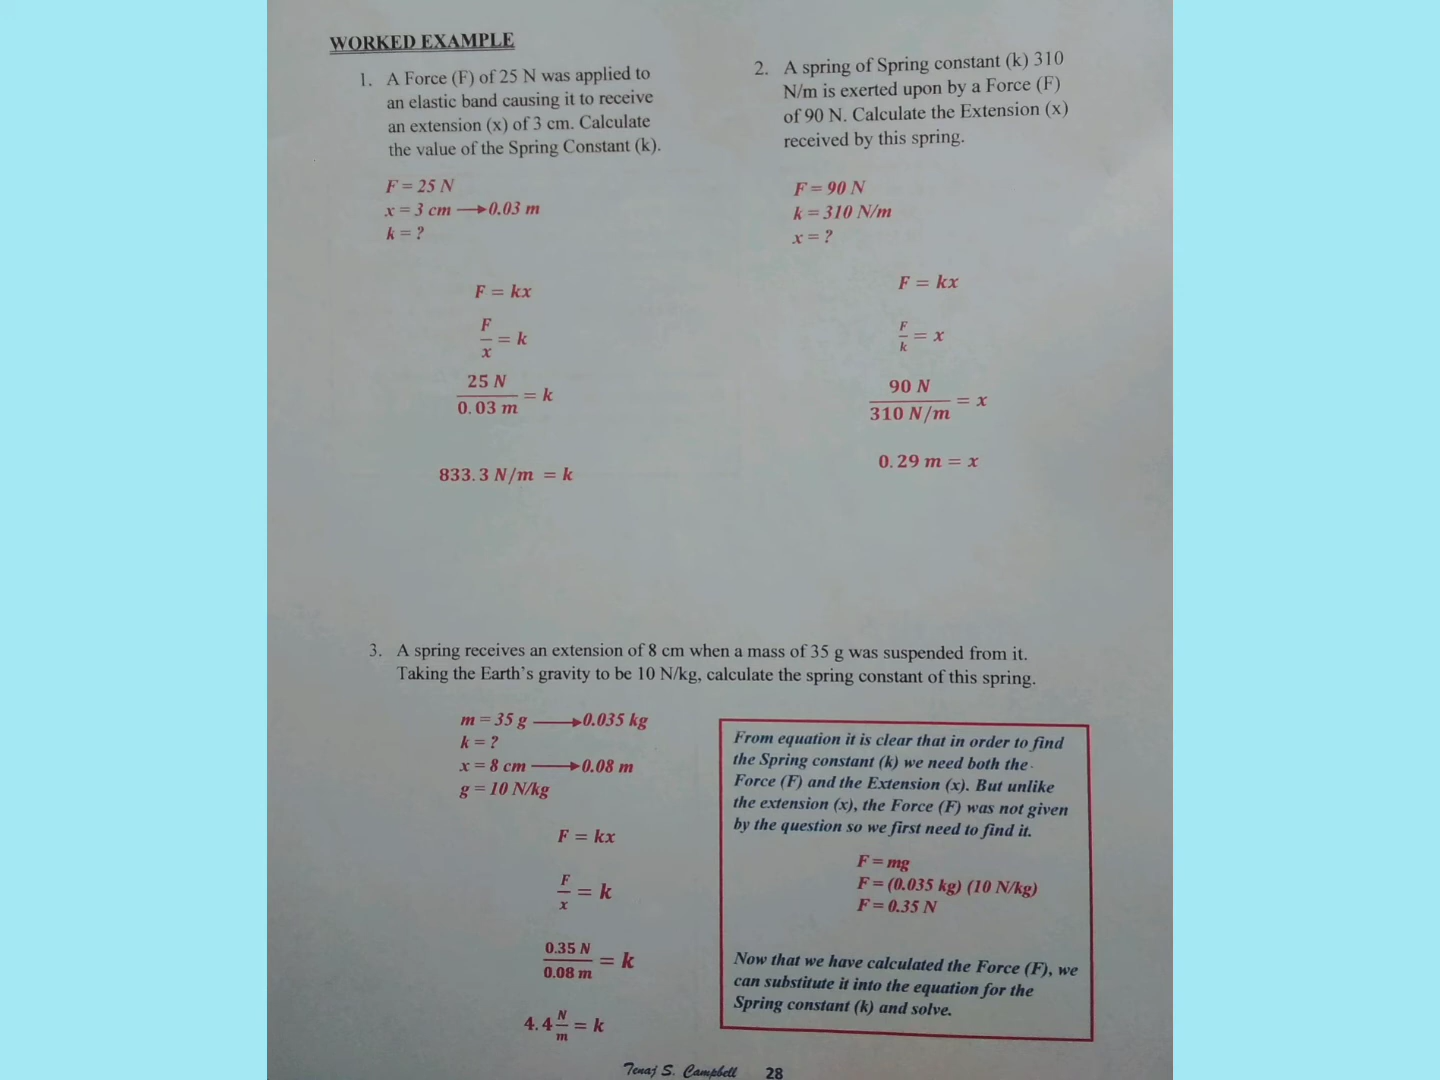 WORKED EXAMPLE
1. A Force (F) of 25 N was applied to
an elastic band causing it to receive
an extension (x) of 3 cm. Calculate
the value of the Spring Constant (k).
F = 25 N
x = 3 cm → 0.03 m
k = ?
F = kx
F/x = k
25 N/0.03 m = k
833.3 N/m = k
2. A spring of Spring constant (k) 310
N/m is exerted upon by a Force (F)
of 90 N. Calculate the Extension (x)
received by this spring.
F = 90 N
k = 310 N/m
x = ?
F = kx
F/k = x
90 N/310 N/m = x
0.29 m = x
3. A spring receives an extension of 8 cm when a mass of 35 g was suspended from it.
Taking the Earth's gravity to be 10 N/kg, calculate the spring constant of this spring.
m = 35 g → 0.035 kg
k = ?
x = 8 cm → 0.08 m
g = 10 N/kg
F = kx
F/x = k
0.35 N/0.08 m = k
4.4 N/m = k
From equation it is clear that in order to find
the Spring constant (k) we need both the
Force (F) and the Extension (x). But unlike
the extension (x), the Force (F) was not given
by the question so we first need to find it.
F = mg
F = (0.035 kg) (10 N/kg)
F = 0.35 N
Now that we have calculated the Force (F), we
can substitute it into the equation for the
Spring constant (k) and solve.
Tenaj S. Campbell 28